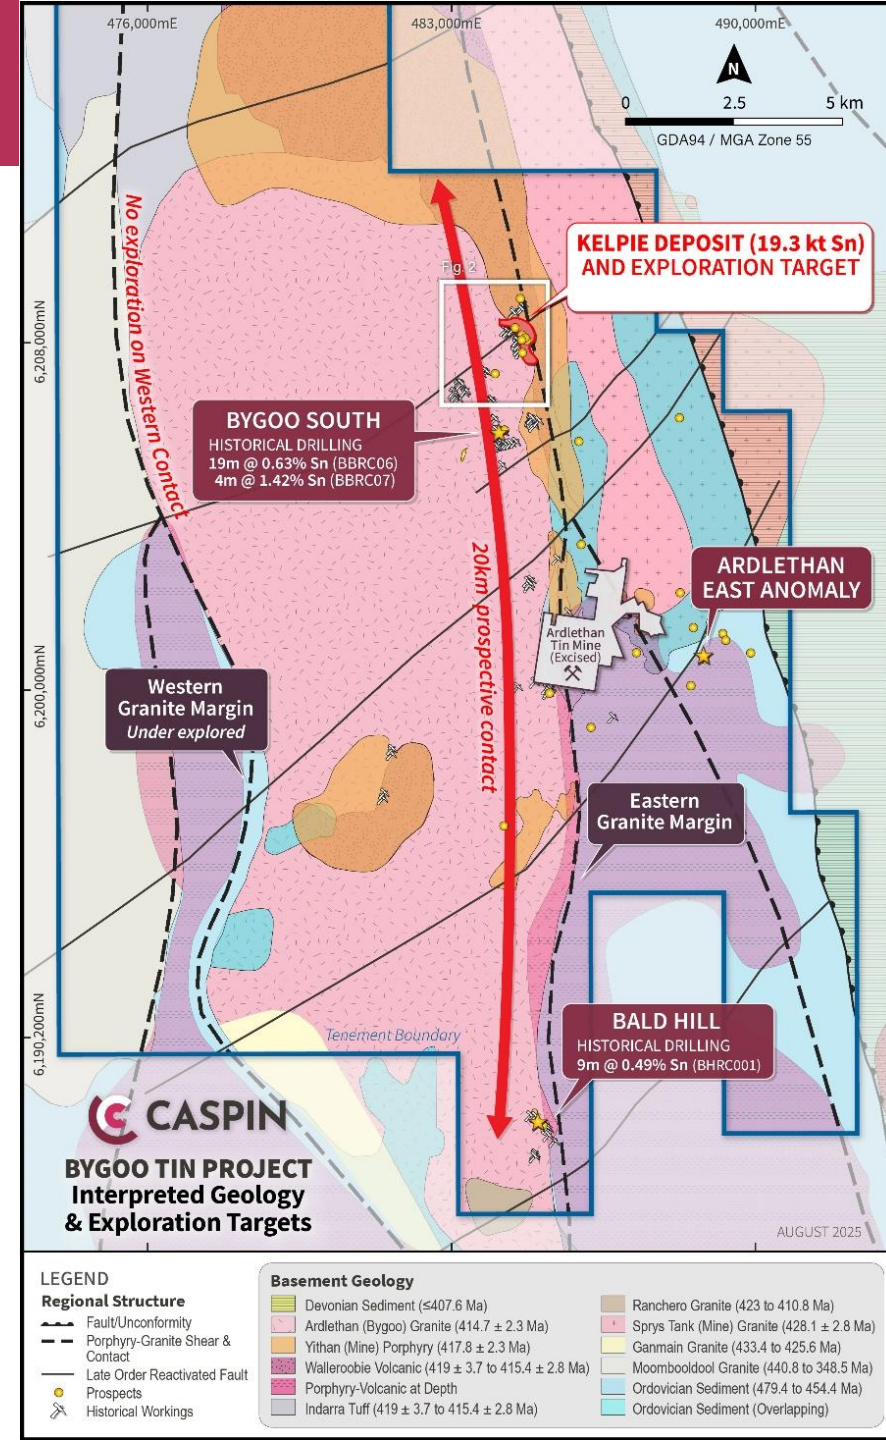 476,000mE
483,000mE
490,000mE
N
0 2.5 5 km
GDA94 / MGA Zone 55
No exploration on Western Contact
KELPIE DEPOSIT (19.3 kt Sn)
AND EXPLORATION TARGET
Fig. 2
6,208,000mN
BYGOO SOUTH
HISTORICAL DRILLING
19m @ 0.63% Sn (BBRC06)
4m @ 1.42% Sn (BBRC07)
20km prospective contact
ARDLETHAN
EAST ANOMALY
Ardlethan
Tin Mine
(Excised)
6,200,000mN
Western
Granite Margin
Under explored
Eastern
Granite Margin
6,190,200mN
Tenement Boundary
BALD HILL
HISTORICAL DRILLING
9m @ 0.49% Sn (BHRC001)
CASPIN
BYGOO TIN PROJECT
Interpreted Geology
& Exploration Targets
AUGUST 2025
LEGEND
Regional Structure
Fault/Unconformity
Porphyry-Granite Shear &
Contact
Late Order Reactivated Fault
Prospects
Historical Workings
Basement Geology
Devonian Sediment (≤407.6 Ma)
Ardlethan (Bygoo) Granite (414.7 ± 2.3 Ma)
Yithan (Mine) Porphyry (417.8 ± 2.3 Ma)
Walleroobie Volcanic (419 ± 3.7 to 415.4 ± 2.8 Ma)
Porphyry-Volcanic at Depth
Indarra Tuff (419 ± 3.7 to 415.4 ± 2.8 Ma)
Ranchero Granite (423 to 410.8 Ma)
Sprys Tank (Mine) Granite (428.1 ± 2.8 Ma)
Ganmain Granite (433.4 to 425.6 Ma)
Moombooldool Granite (440.8 to 348.5 Ma)
Ordovician Sediment (479.4 to 454.4 Ma)
Ordovician Sediment (Overlapping)